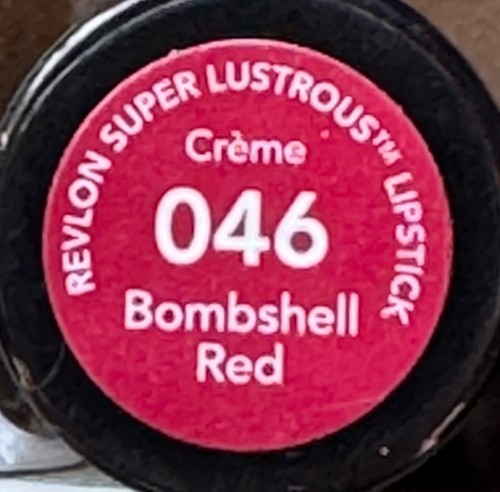 REVLON SUPER LUSTROUS™ LIPSTICK
Crème
046
Bombshell
Red